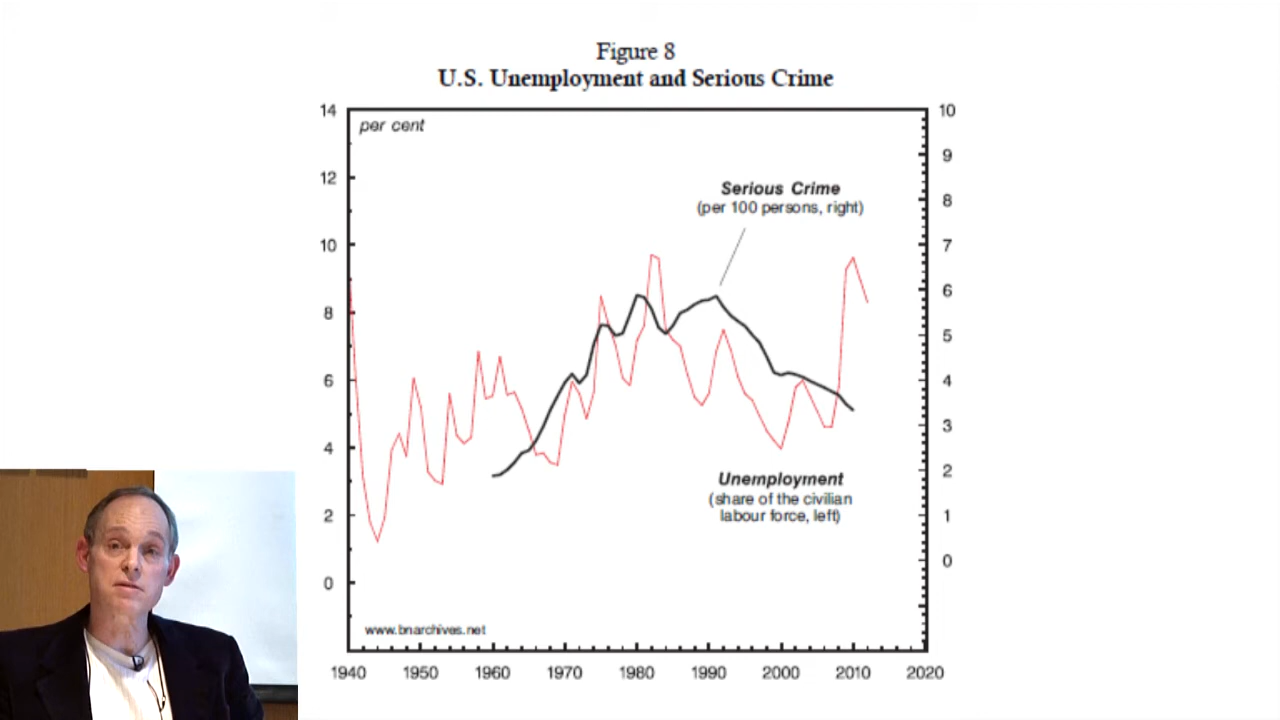 Figure 8
U.S. Unemployment and Serious Crime
14
10
per cent
9
12
Serious Crime
(per 100 persons, right)
8
10
7
8
6
5
6
4
4
3
Unemployment
(share of the civilian
labour force, left)
2
2
1
0
0
www.bnarchives.net
1940 1950 1960 1970 1980 1990 2000 2010 2020